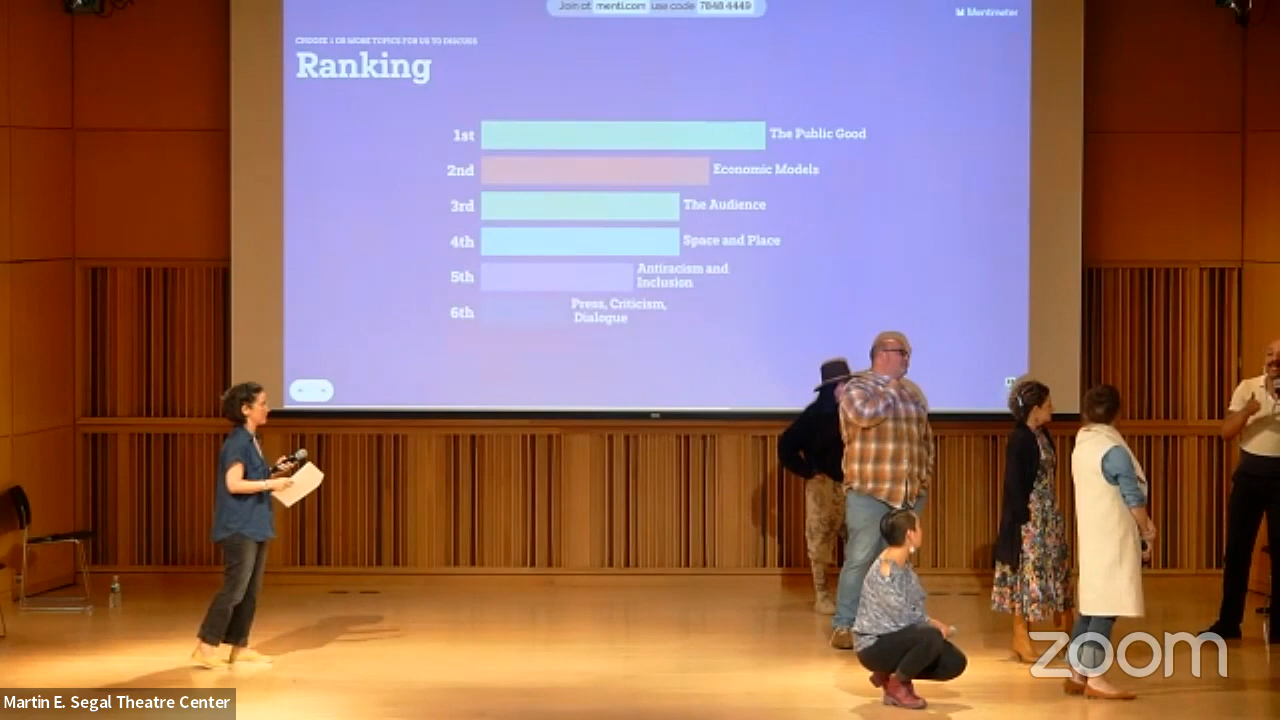 Join at menti.com use code 7848 4449
Mentimeter
CHOOSE 1 OR MORE TOPICS FOR US TO DISCUSS
Ranking
1st The Public Good
2nd Economic Models
3rd The Audience
4th Space and Place
5th Antiracism and
Inclusion
6th Press, Criticism,
Dialogue
zoom
Martin E. Segal Theatre Center